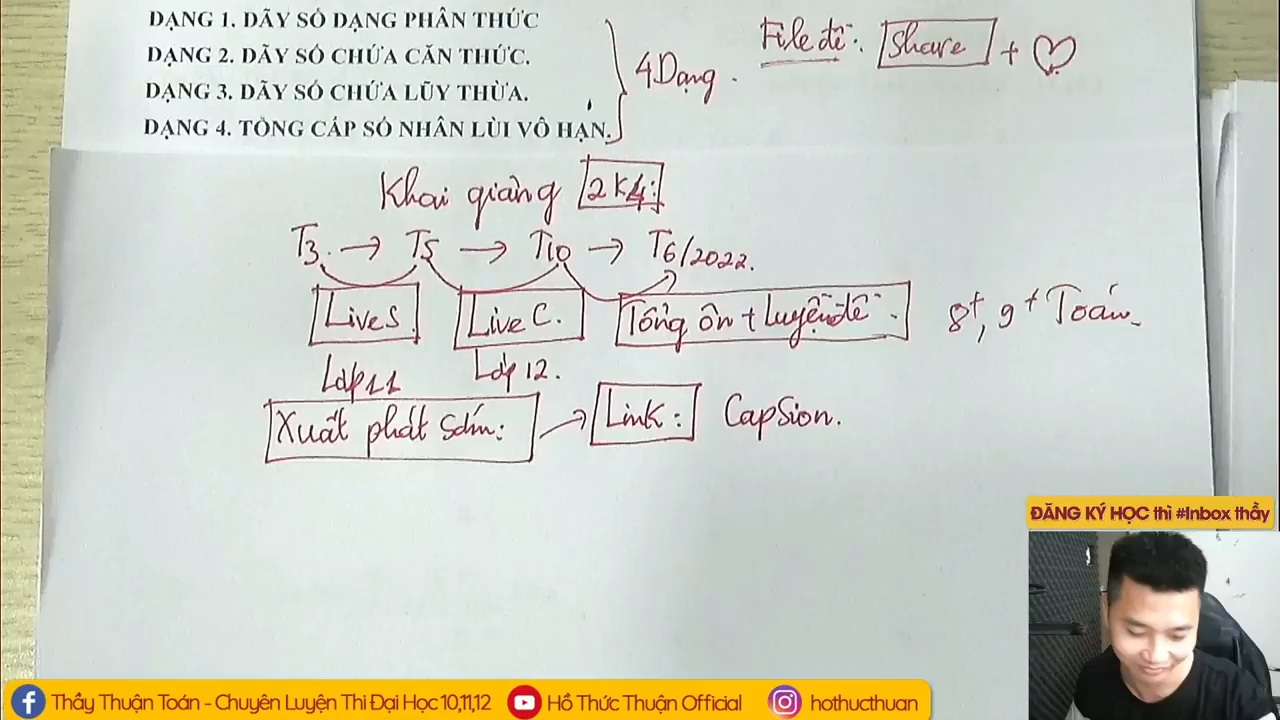 DẠNG 1. DÃY SỐ DẠNG PHÂN THỨC
DẠNG 2. DÃY SỐ CHỨA CĂN THỨC.
DẠNG 3. DÃY SỐ CHỨA LŨY THỪA.
DẠNG 4. TỔNG CẤP SỐ NHÂN LÙI VÔ HẠN.
4 Dạng.
File đề: Share + ♡
Khai giảng 2K4:
T3 → T5 → T10 → T6/2022.
Live S. Live C. Tổng ôn + Luyện đề. 8+, 9+ Toán.
Lớp 11 Lớp 12.
Xuất phát sớm: → Link: Capsion.
ĐĂNG KÝ HỌC thì #Inbox thầy
Thầy Thuận Toán - Chuyên Luyện Thi Đại Học 10,11,12 Hồ Thức Thuận Official hothucthuan